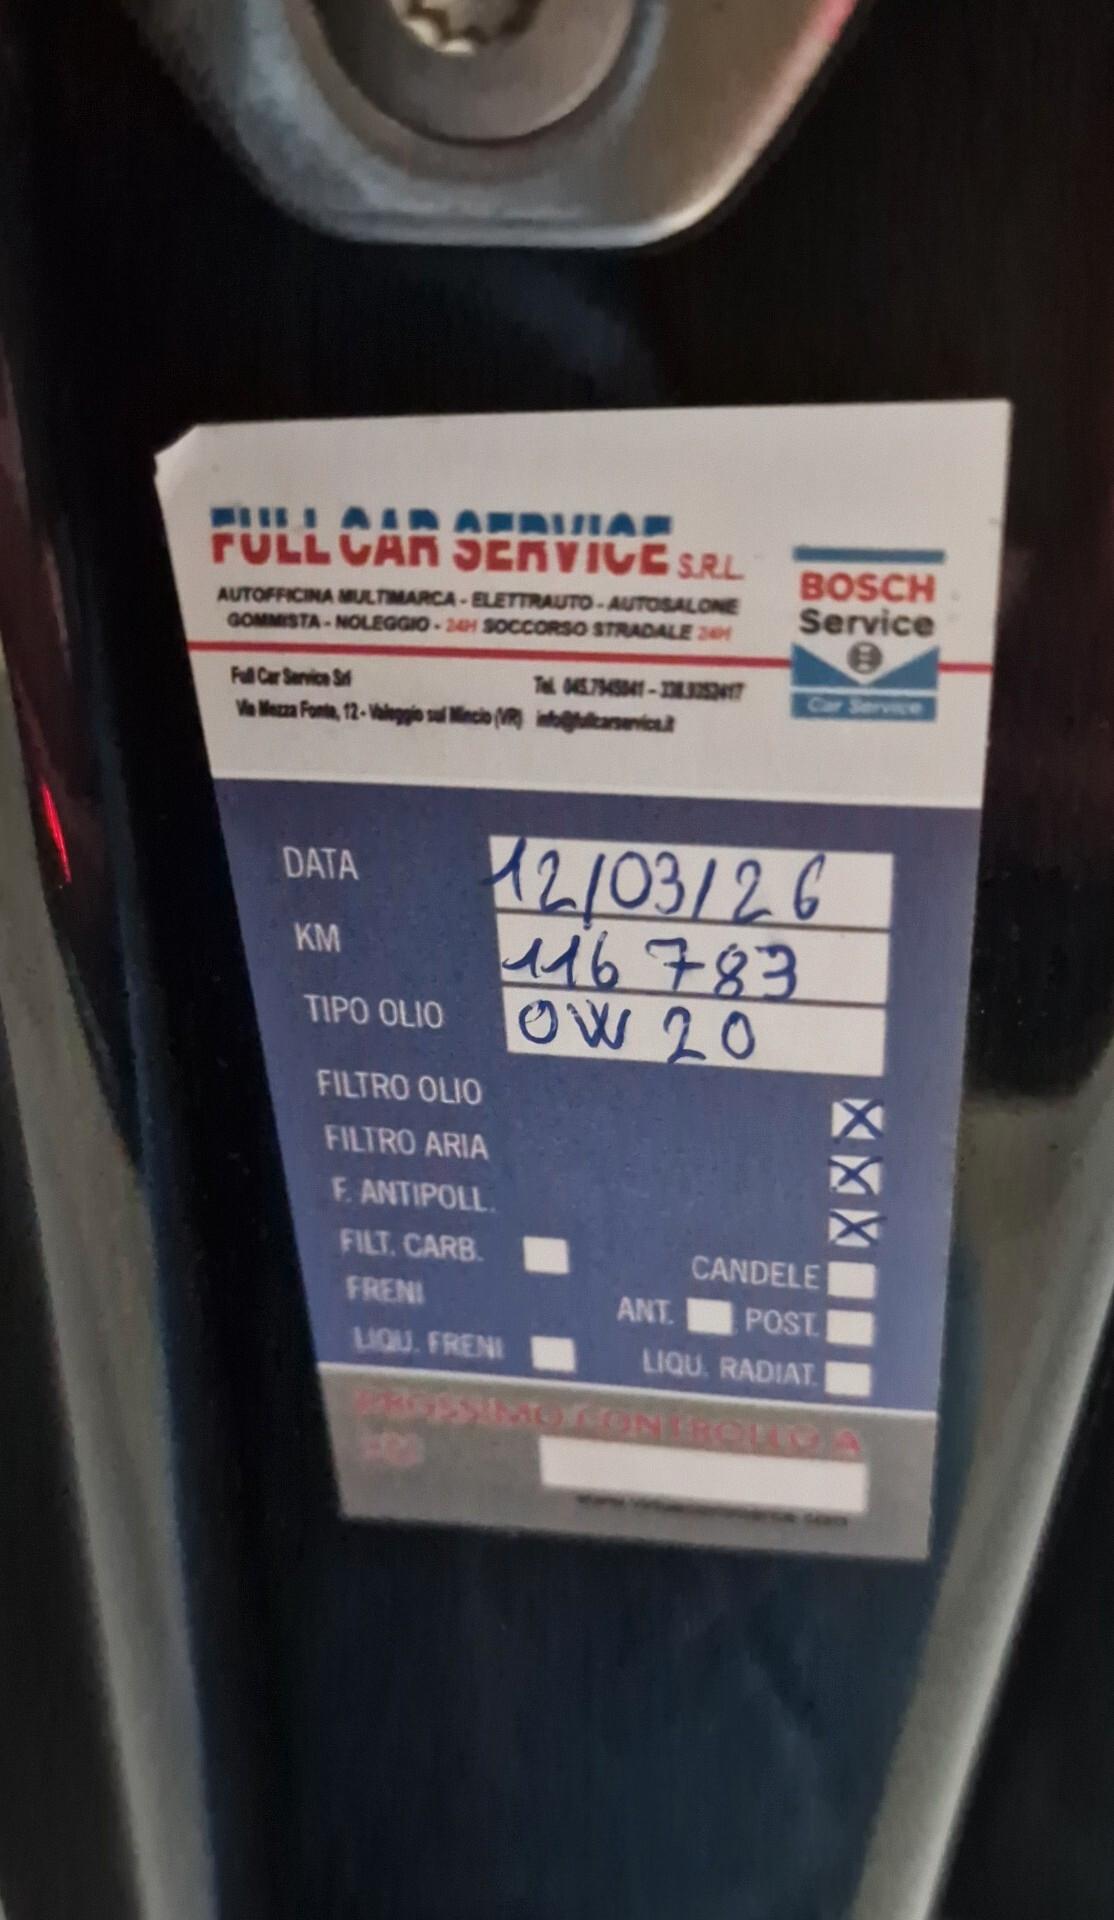 FULL CAR SERVICE S.R.L.
AUTOFFICINA MULTIMARCA - ELETTRAUTO - AUTOSALONE
GOMMISTA - NOLEGGIO - 24H SOCCORSO STRADALE 24H
BOSCH
Service
Car Service
Full Car Service Srl
Tel. 045.7945041 - 338.9352417
Via Mezza Fonte, 12 - Valeggio sul Mincio (VR) info@fullcarservice.it
DATA 12/03/26
KM 116783
TIPO OLIO 0W20
FILTRO OLIO X
FILTRO ARIA X
F. ANTIPOLL. X
FILT. CARB. CANDELE
FRENI ANT. POST.
LIQU. FRENI LIQU. RADIAT.
PROSSIMO CONTROLLO A
KM